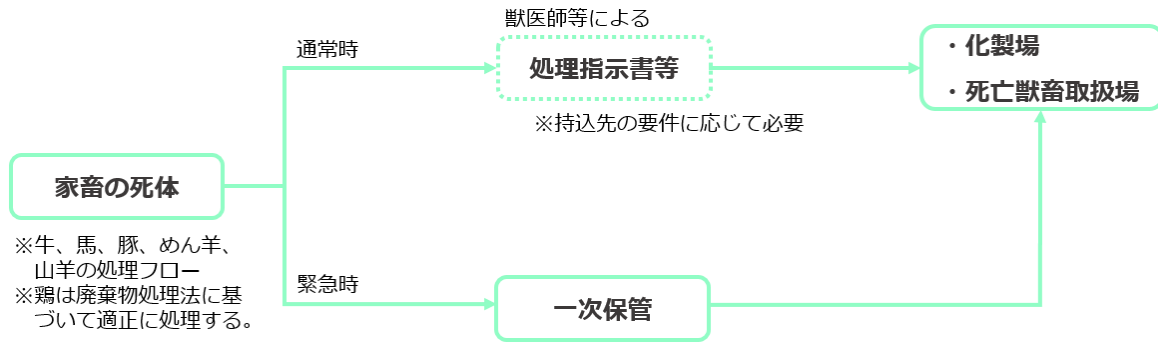 獣医師等による
通常時
処理指示書等
・化製場
・死亡獣畜取扱場
※持込先の要件に応じて必要
家畜の死体
※牛、馬、豚、めん羊、
山羊の処理フロー
※鶏は廃棄物処理法に基
づいて適正に処理する。
緊急時
一次保管